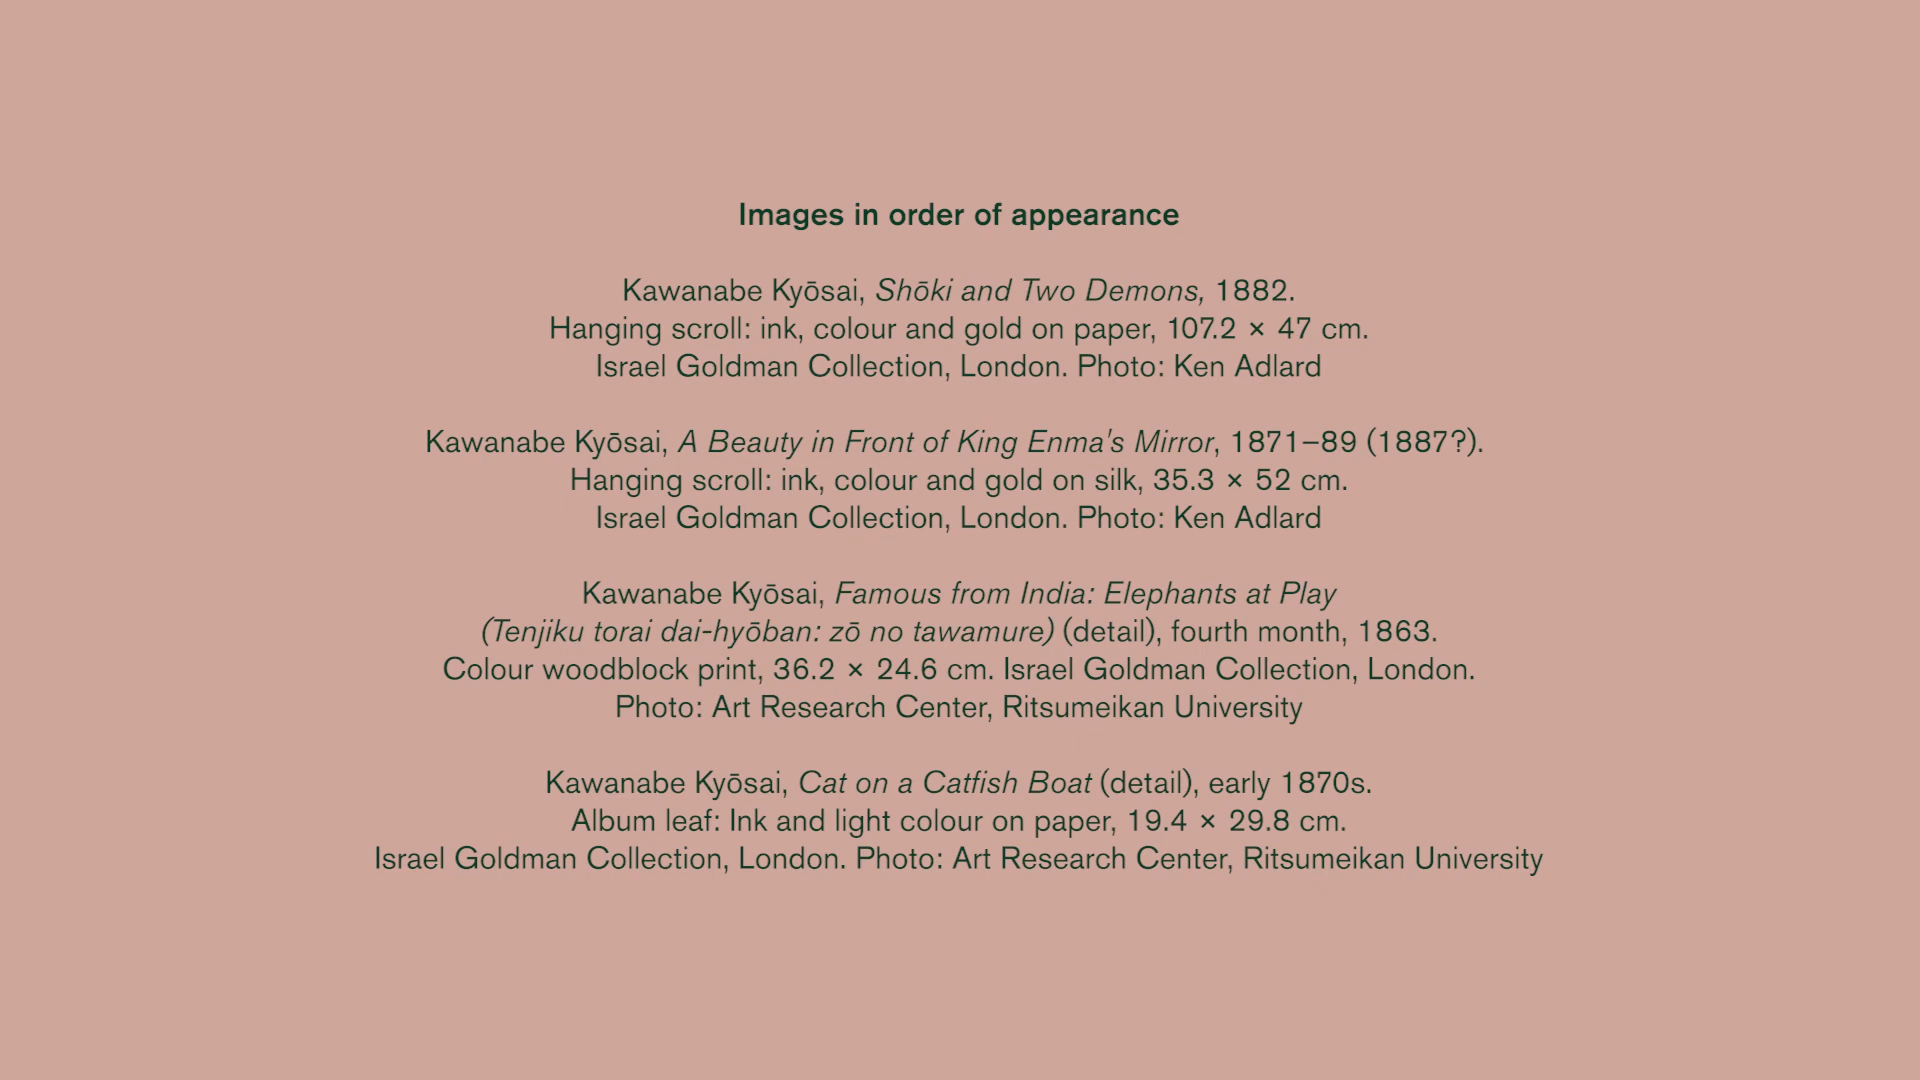 Images in order of appearance
Kawanabe Kyōsai, Shōki and Two Demons, 1882.
Hanging scroll: ink, colour and gold on paper, 107.2 × 47 cm.
Israel Goldman Collection, London. Photo: Ken Adlard
Kawanabe Kyōsai, A Beauty in Front of King Enma's Mirror, 1871–89 (1887?).
Hanging scroll: ink, colour and gold on silk, 35.3 × 52 cm.
Israel Goldman Collection, London. Photo: Ken Adlard
Kawanabe Kyōsai, Famous from India: Elephants at Play
(Tenjiku torai dai-hyōban: zō no tawamure) (detail), fourth month, 1863.
Colour woodblock print, 36.2 × 24.6 cm. Israel Goldman Collection, London.
Photo: Art Research Center, Ritsumeikan University
Kawanabe Kyōsai, Cat on a Catfish Boat (detail), early 1870s.
Album leaf: Ink and light colour on paper, 19.4 × 29.8 cm.
Israel Goldman Collection, London. Photo: Art Research Center, Ritsumeikan University